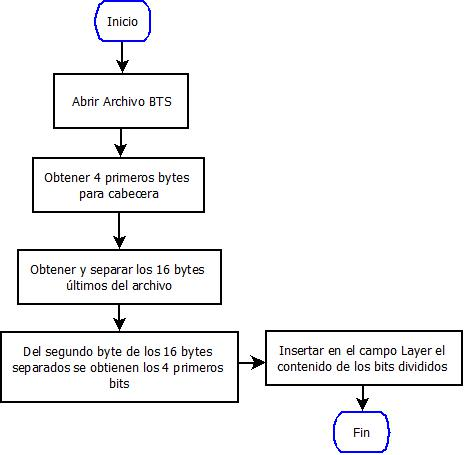 Inicio
Abrir Archivo BTS
Obtener 4 primeros bytes
para cabecera
Obtener y separar los 16 bytes
últimos del archivo
Del segundo byte de los 16 bytes
separados se obtienen los 4 primeros
bits
Insertar en el campo Layer el
contenido de los bits divididos
Fin